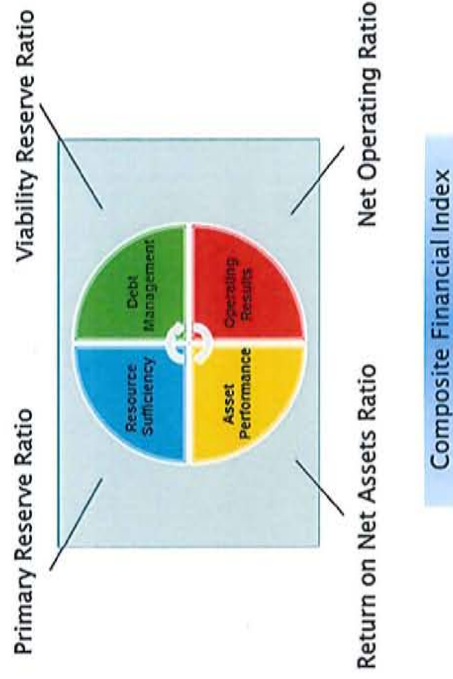 Primary Reserve Ratio
Viability Reserve Ratio
Resource
Sufficiency
Debt
Management
Asset
Performance
Operating
Results
Return on Net Assets Ratio
Net Operating Ratio
Composite Financial Index